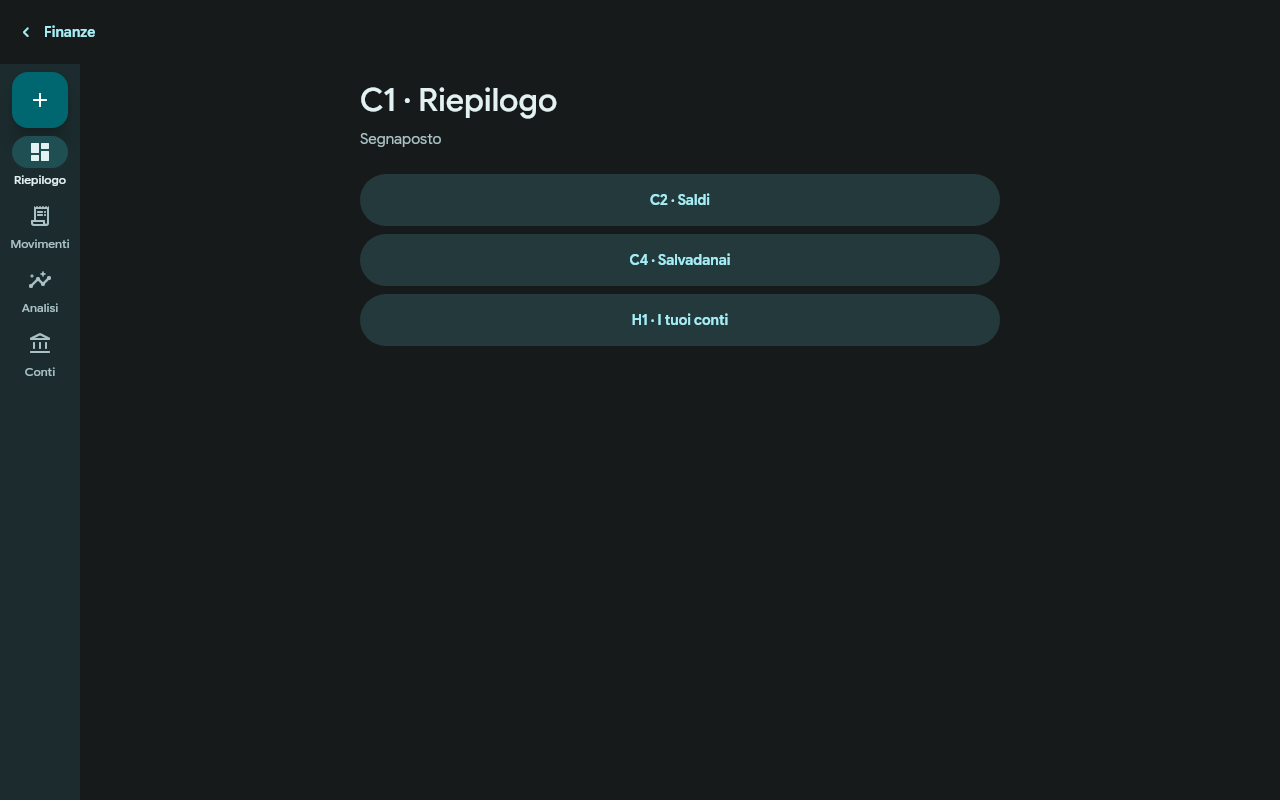 Finanze
Riepilogo
Movimenti
Analisi
Conti
C1 · Riepilogo
Segnaposto
C2 · Saldi
C4 · Salvadanai
H1 · I tuoi conti